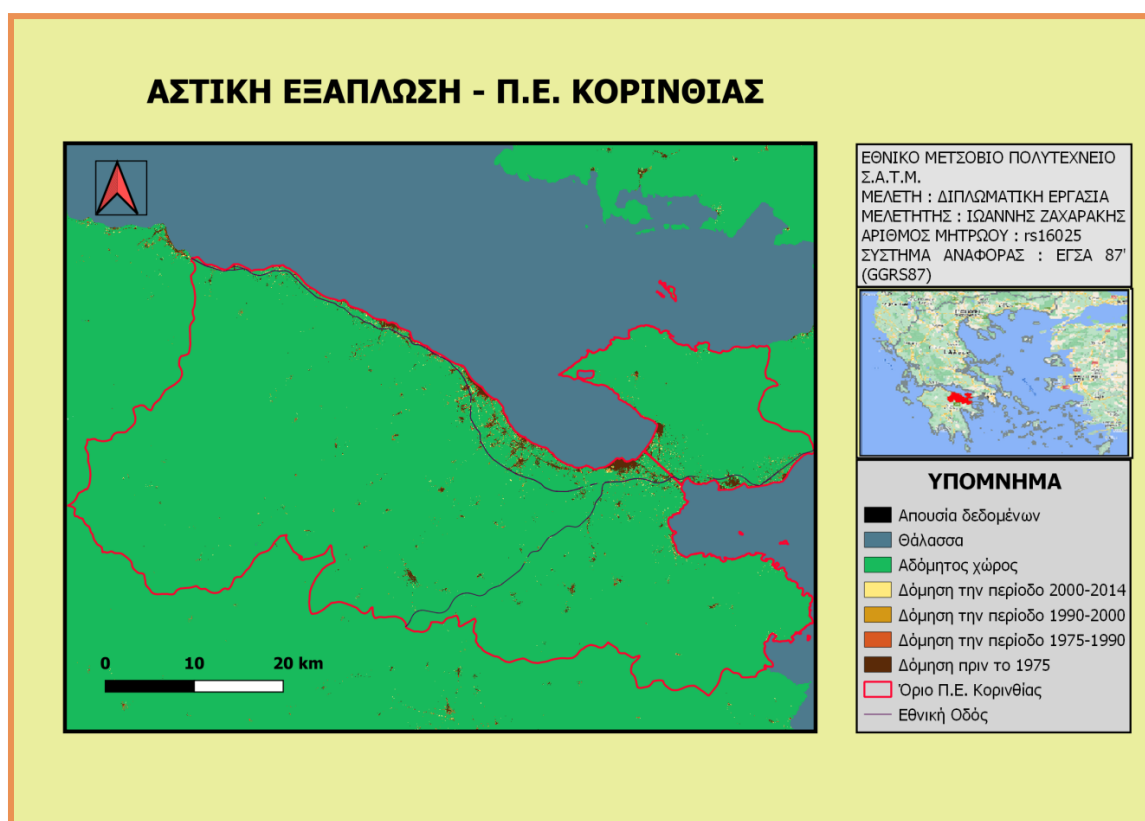 ΑΣΤΙΚΗ ΕΞΑΠΛΩΣΗ - Π.Ε. ΚΟΡΙΝΘΙΑΣ
ΕΘΝΙΚΟ ΜΕΤΣΟΒΙΟ ΠΟΛΥΤΕΧΝΕΙΟ
Σ.Α.Τ.Μ.
ΜΕΛΕΤΗ : ΔΙΠΛΩΜΑΤΙΚΗ ΕΡΓΑΣΙΑ
ΜΕΛΕΤΗΤΗΣ : ΙΩΑΝΝΗΣ ΖΑΧΑΡΑΚΗΣ
ΑΡΙΘΜΟΣ ΜΗΤΡΩΟΥ : rs16025
ΣΥΣΤΗΜΑ ΑΝΑΦΟΡΑΣ : ΕΓΣΑ 87'
(GGRS87)
ΥΠΟΜΝΗΜΑ
Απουσία δεδομένων
Θάλασσα
Αδόμητος χώρος
Δόμηση την περίοδο 2000-2014
Δόμηση την περίοδο 1990-2000
Δόμηση την περίοδο 1975-1990
Δόμηση πριν το 1975
Όριο Π.Ε. Κορινθίας
Εθνική Οδός
0 10 20 km